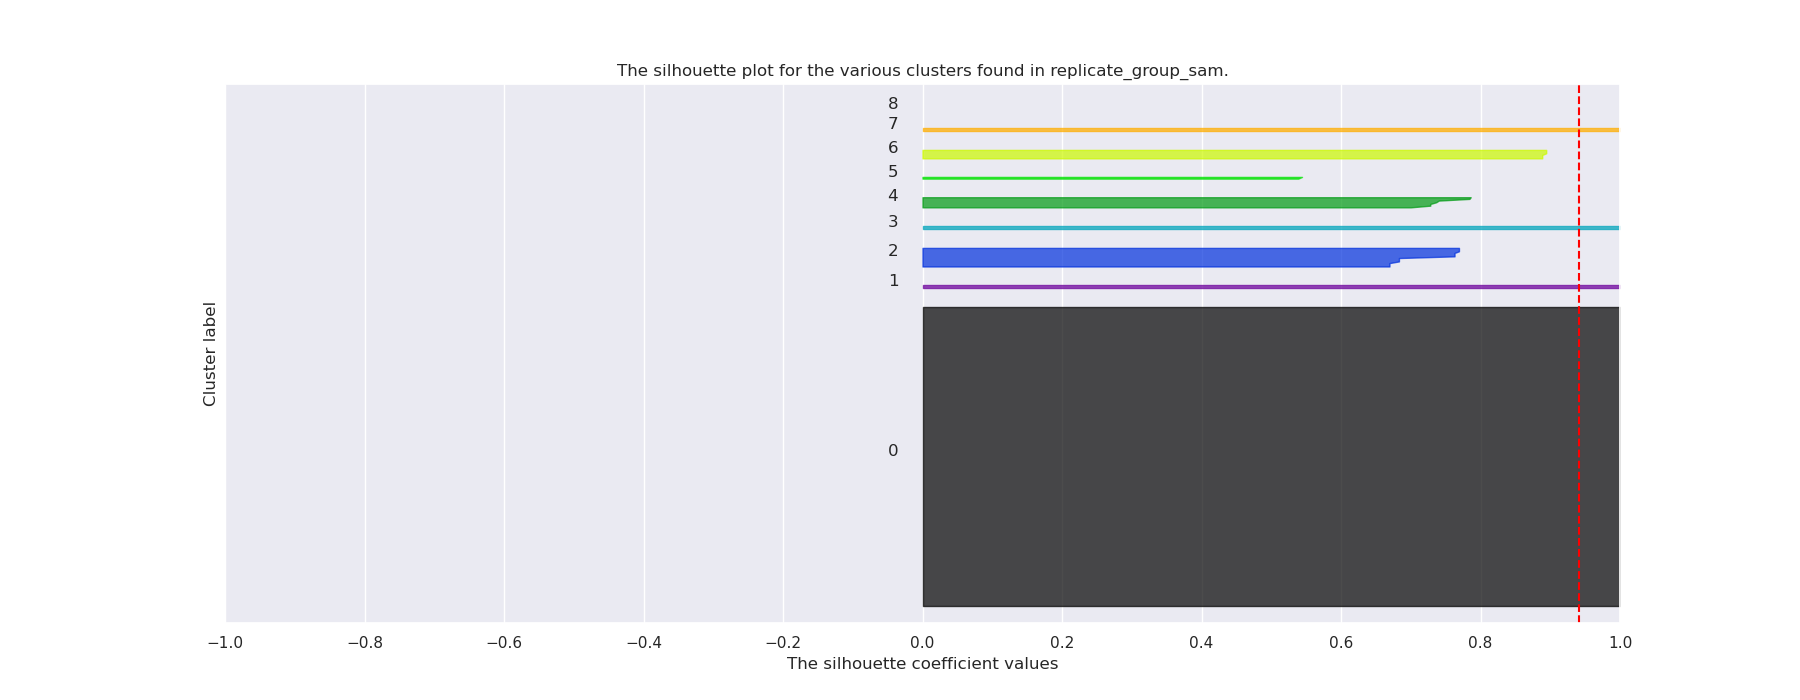 The silhouette plot for the various clusters found in replicate_group_sam.
8
7
6
5
4
3
2
1
0
Cluster label
−1.0 −0.8 −0.6 −0.4 −0.2 0.0 0.2 0.4 0.6 0.8 1.0
The silhouette coefficient values